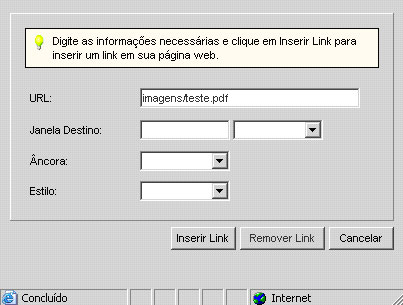 Digite as informações necessárias e clique em Inserir Link para
inserir um link em sua página web.
URL: imagens/teste.pdf
Janela Destino:
Âncora:
Estilo:
Inserir Link Remover Link Cancelar
Concluído Internet